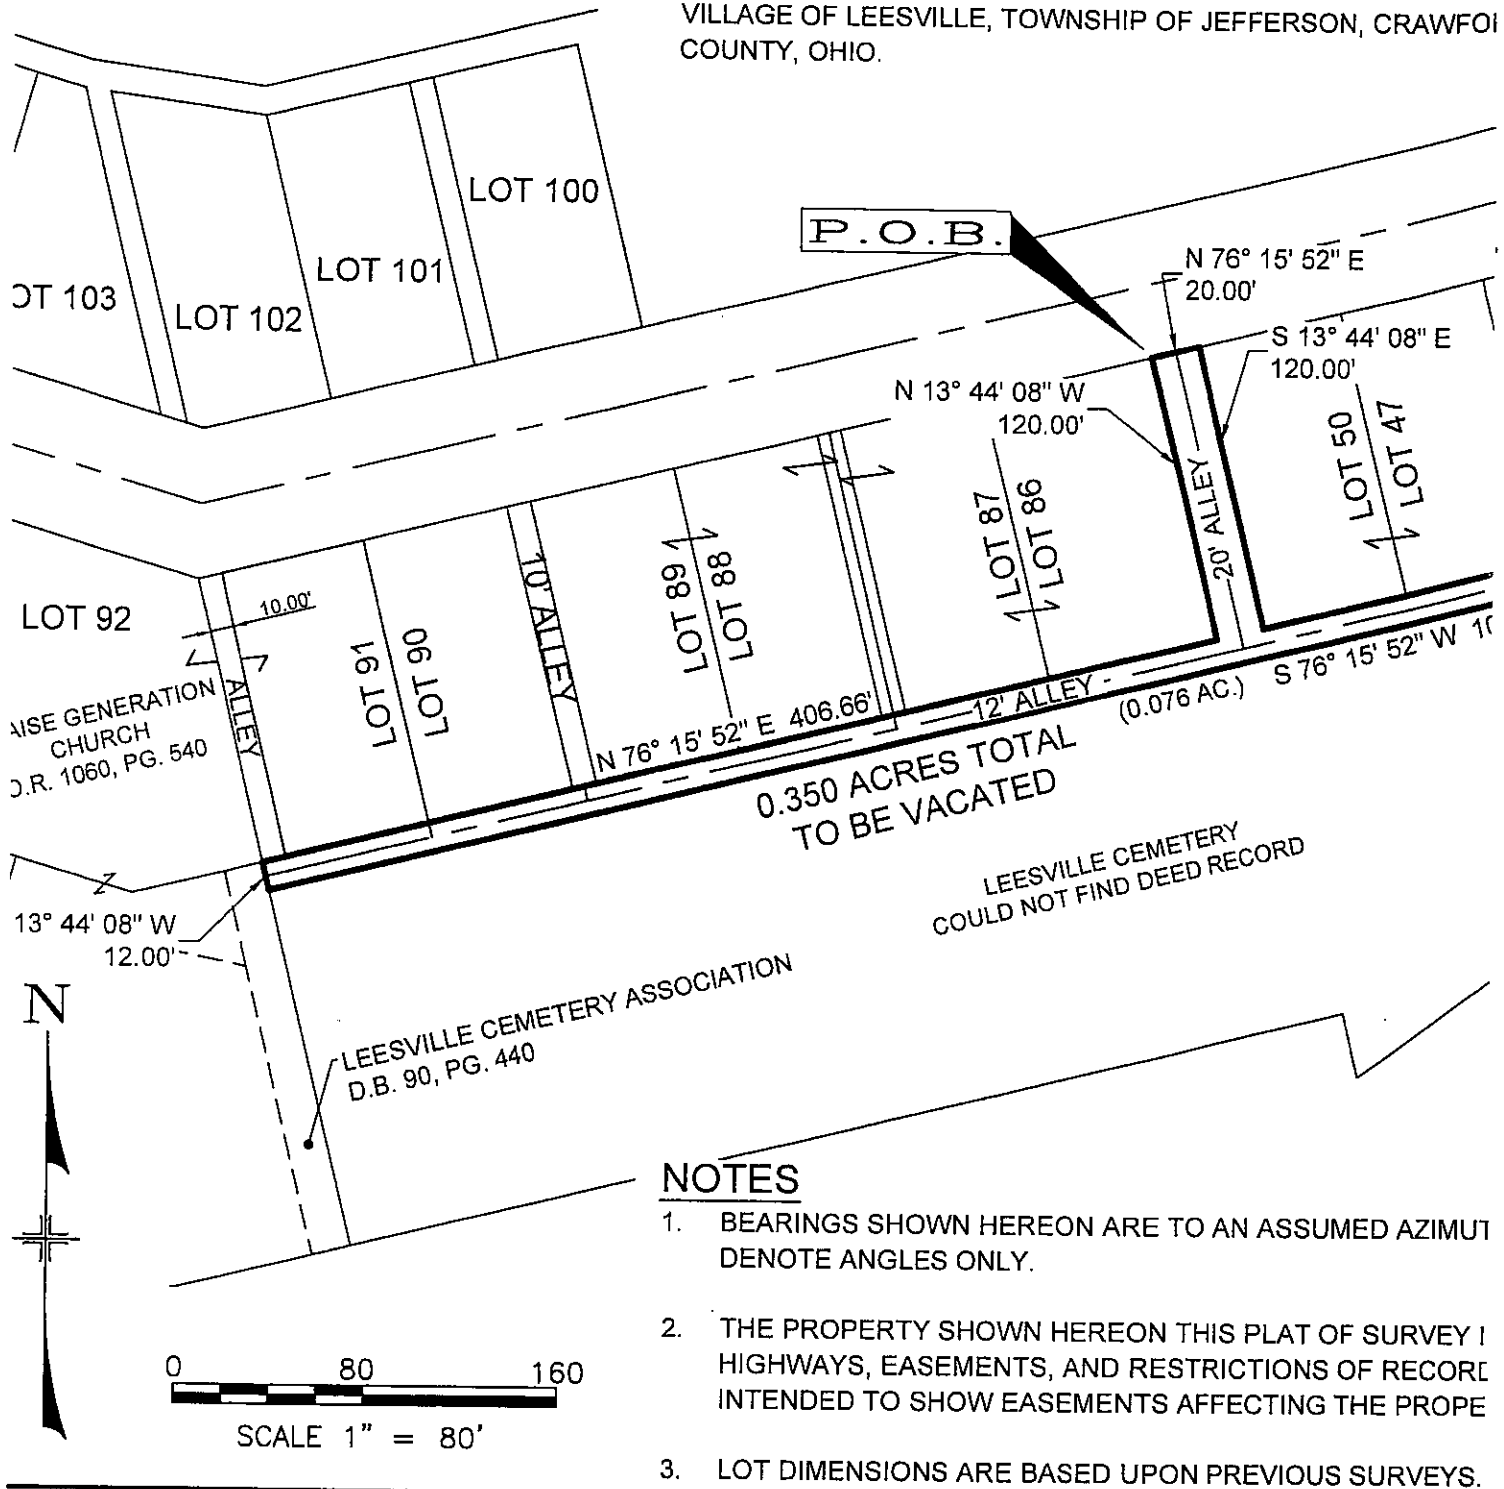 VILLAGE OF LEESVILLE, TOWNSHIP OF JEFFERSON,
COUNTY, OHIO.
LOT 100
LOT 101
LOT 102
103
P.O.B.
N 76° 15' 52" E
20.00'
S 13° 44' 08" E
120.00'
N 13° 44' 08" W
120.00'
LOT 50
LOT 47
20' ALLEY
LOT 87
LOT 86
LOT 89
LOT 88
10' ALLEY
LOT 92
10.00'
LOT 91
LOT 90
ALLEY
GENERATION
CHURCH
1060, PG. 540
N 76° 15' 52" E 406.66'
12' ALLEY
(0.076 AC.)
S 76° 15' 52" W
0.350 ACRES TOTAL
TO BE VACATED
LEESVILLE CEMETERY
COULD NOT FIND DEED RECORD
13° 44' 08" W
12.00'
LEESVILLE CEMETERY ASSOCIATION
D.B. 90, PG. 440
N
0 80 160
SCALE 1" = 80'
NOTES
1. BEARINGS SHOWN HEREON ARE TO AN ASSUMED
DENOTE ANGLES ONLY.
2. THE PROPERTY SHOWN HEREON THIS PLAT OF SURVEY
HIGHWAYS, EASEMENTS, AND RESTRICTIONS OF
INTENDED TO SHOW EASEMENTS AFFECTING THE
3. LOT DIMENSIONS ARE BASED UPON PREVIOUS SURVEYS.